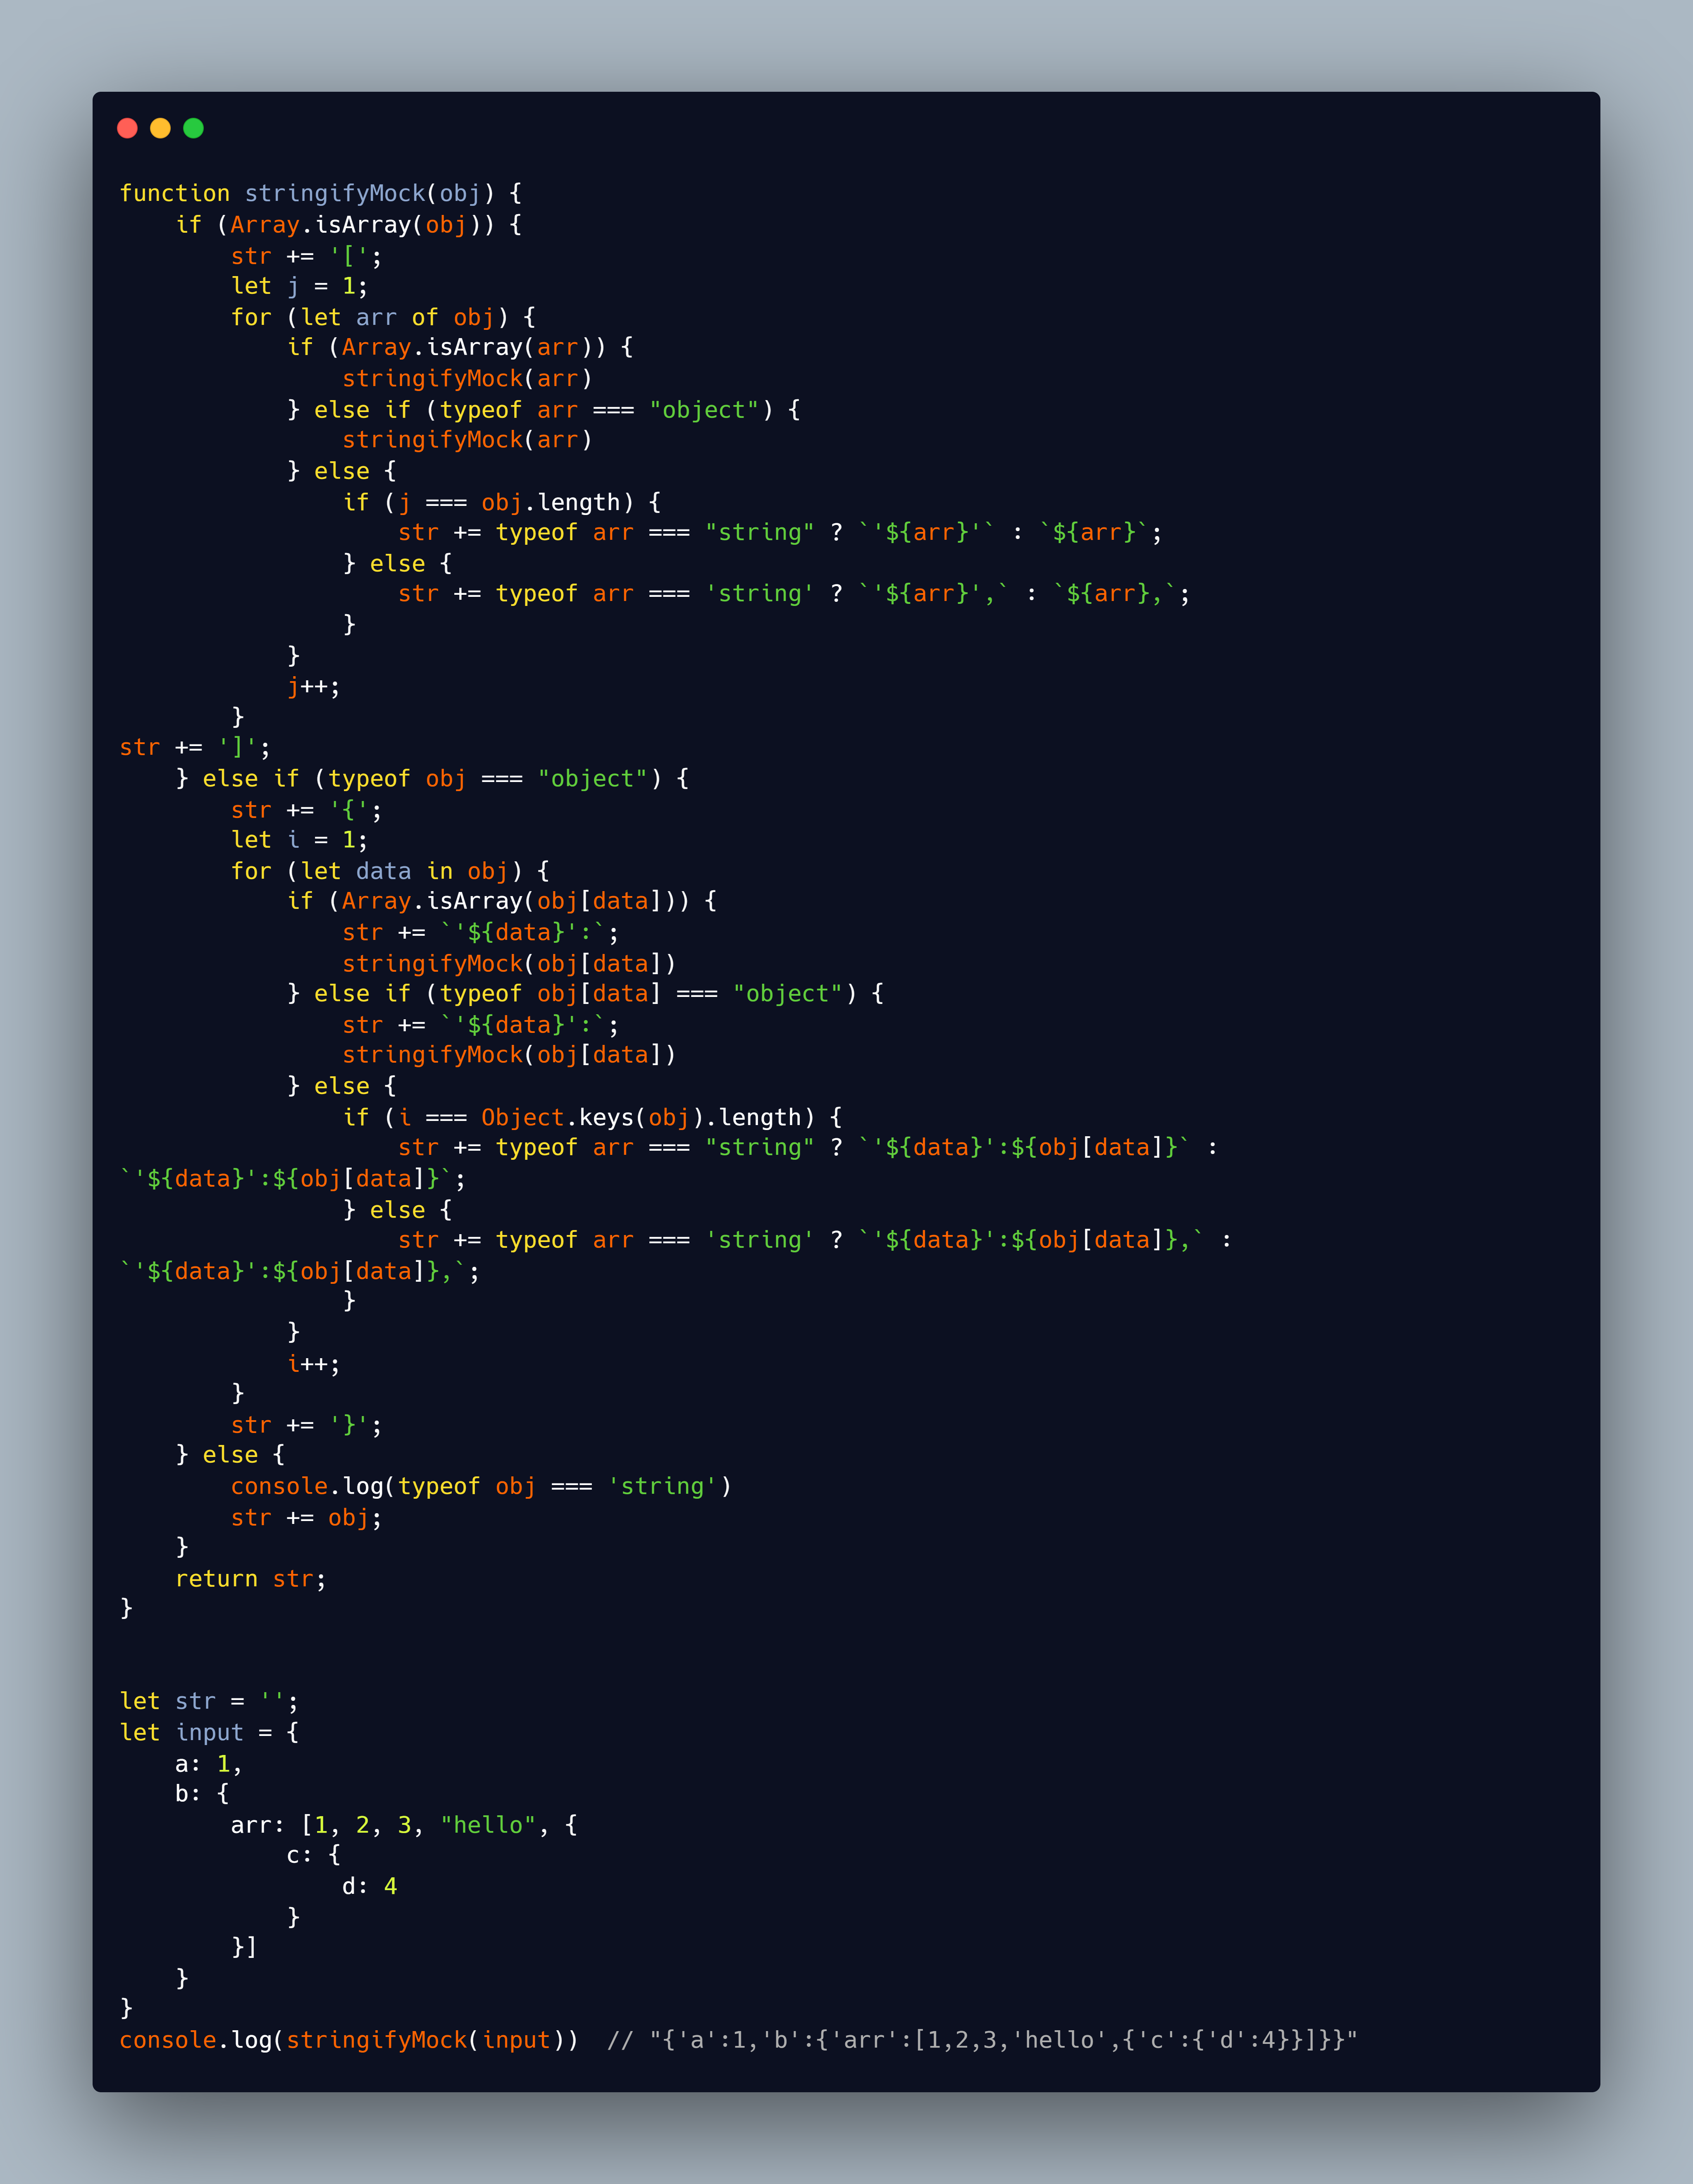 function stringifyMock(obj) {
    if (Array.isArray(obj)) {
        str += '[';
        let j = 1;
        for (let arr of obj) {
            if (Array.isArray(arr)) {
                stringifyMock(arr)
            } else if (typeof arr === "object") {
                stringifyMock(arr)
            } else {
                if (j === obj.length) {
                    str += typeof arr === "string" ? `'${arr}'` : `${arr}`;
                } else {
                    str += typeof arr === 'string' ? `'${arr}',` : `${arr},`;
                }
            }
            j++;
        }
str += ']';
    } else if (typeof obj === "object") {
        str += '{';
        let i = 1;
        for (let data in obj) {
            if (Array.isArray(obj[data])) {
                str += `'${data}':`;
                stringifyMock(obj[data])
            } else if (typeof obj[data] === "object") {
                str += `'${data}':`;
                stringifyMock(obj[data])
            } else {
                if (i === Object.keys(obj).length) {
                    str += typeof arr === "string" ? `'${data}':${obj[data]}` :
`'${data}':${obj[data]}`;
                } else {
                    str += typeof arr === 'string' ? `'${data}':${obj[data]},` :
`'${data}':${obj[data]},`;
                }
            }
            i++;
        }
        str += '}';
    } else {
        console.log(typeof obj === 'string')
        str += obj;
    }
    return str;
}
let str = '';
let input = {
    a: 1,
    b: {
        arr: [1, 2, 3, "hello", {
            c: {
                d: 4
            }
        }]
    }
}
console.log(stringifyMock(input))  // "{'a':1,'b':{'arr':[1,2,3,'hello',{'c':{'d':4}}]}}"